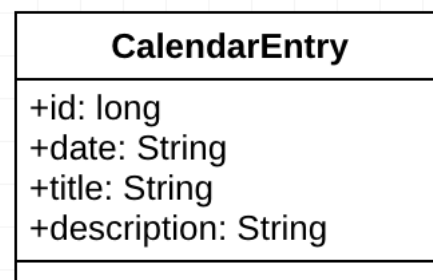 CalendarEntry
+id: long
+date: String
+title: String
+description: String